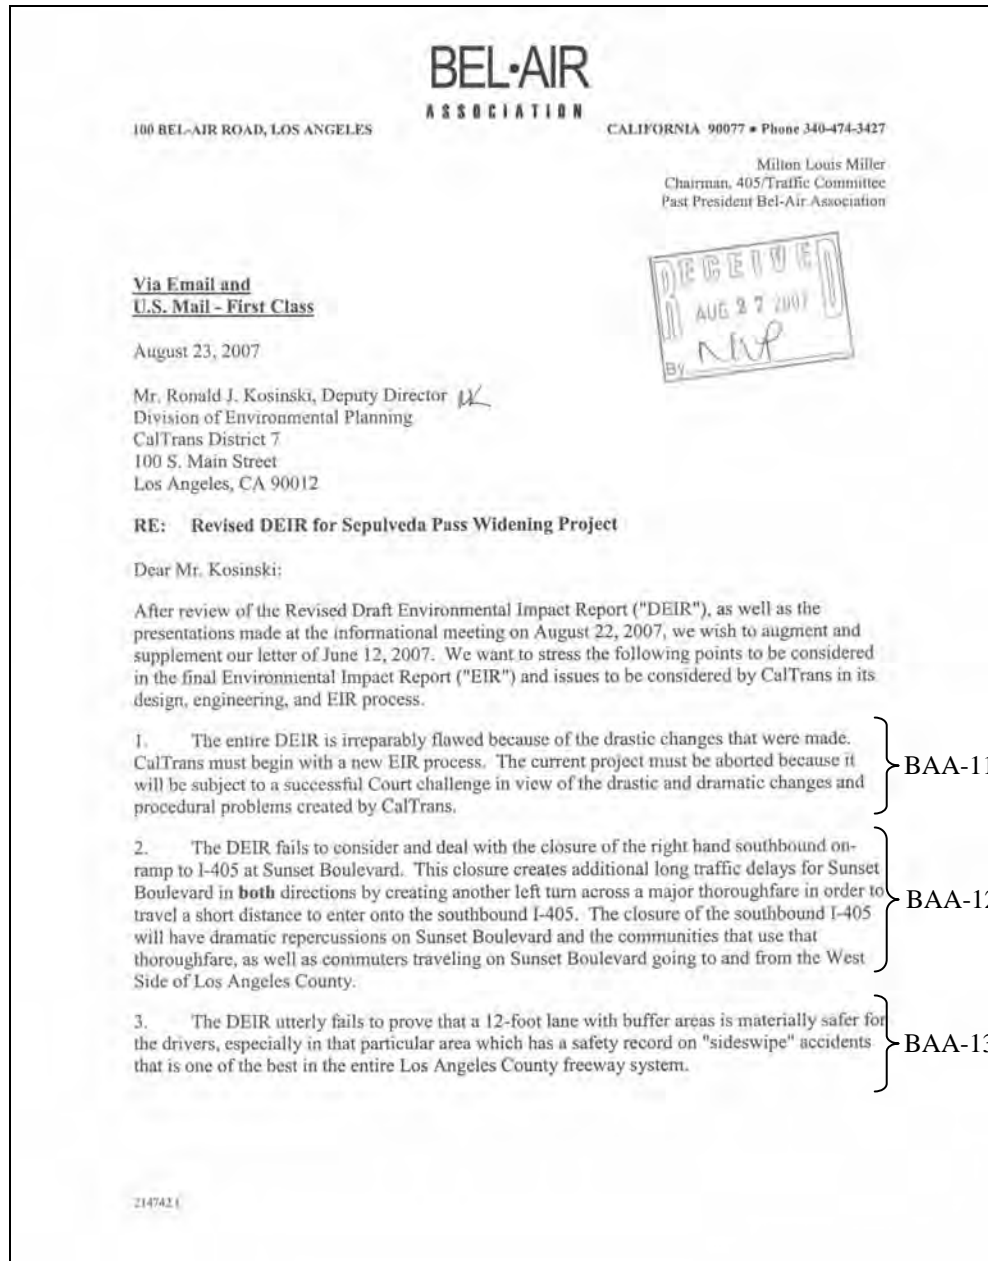 BEL•AIR
ASSOCIATION
100 BEL-AIR ROAD, LOS ANGELES
CALIFORNIA 90077 • Phone 340-474-3427
Milton Louis Miller
Chairman, 405/Traffic Committee
Past President Bel-Air Association
RECEIVED
AUG 27 2007
By
Via Email and
U.S. Mail - First Class
August 23, 2007
Mr. Ronald J. Kosinski, Deputy Director
Division of Environmental Planning
CalTrans District 7
100 S. Main Street
Los Angeles, CA 90012
RE: Revised DEIR for Sepulveda Pass Widening Project
Dear Mr. Kosinski:
After review of the Revised Draft Environmental Impact Report ("DEIR"), as well as the
presentations made at the informational meeting on August 22, 2007, we wish to augment and
supplement our letter of June 12, 2007. We want to stress the following points to be considered
in the final Environmental Impact Report ("EIR") and issues to be considered by CalTrans in its
design, engineering, and EIR process.
1. The entire DEIR is irreparably flawed because of the drastic changes that were made.
CalTrans must begin with a new EIR process. The current project must be aborted because it
will be subject to a successful Court challenge in view of the drastic and dramatic changes and
procedural problems created by CalTrans.
BAA-11
2. The DEIR fails to consider and deal with the closure of the right hand southbound on-
ramp to I-405 at Sunset Boulevard. This closure creates additional long traffic delays for Sunset
Boulevard in both directions by creating another left turn across a major thoroughfare in order to
travel a short distance to enter onto the southbound I-405. The closure of the southbound I-405
will have dramatic repercussions on Sunset Boulevard and the communities that use that
thoroughfare, as well as commuters traveling on Sunset Boulevard going to and from the West
Side of Los Angeles County.
BAA-12
3. The DEIR utterly fails to prove that a 12-foot lane with buffer areas is materially safer for
the drivers, especially in that particular area which has a safety record on "sideswipe" accidents
that is one of the best in the entire Los Angeles County freeway system.
BAA-13